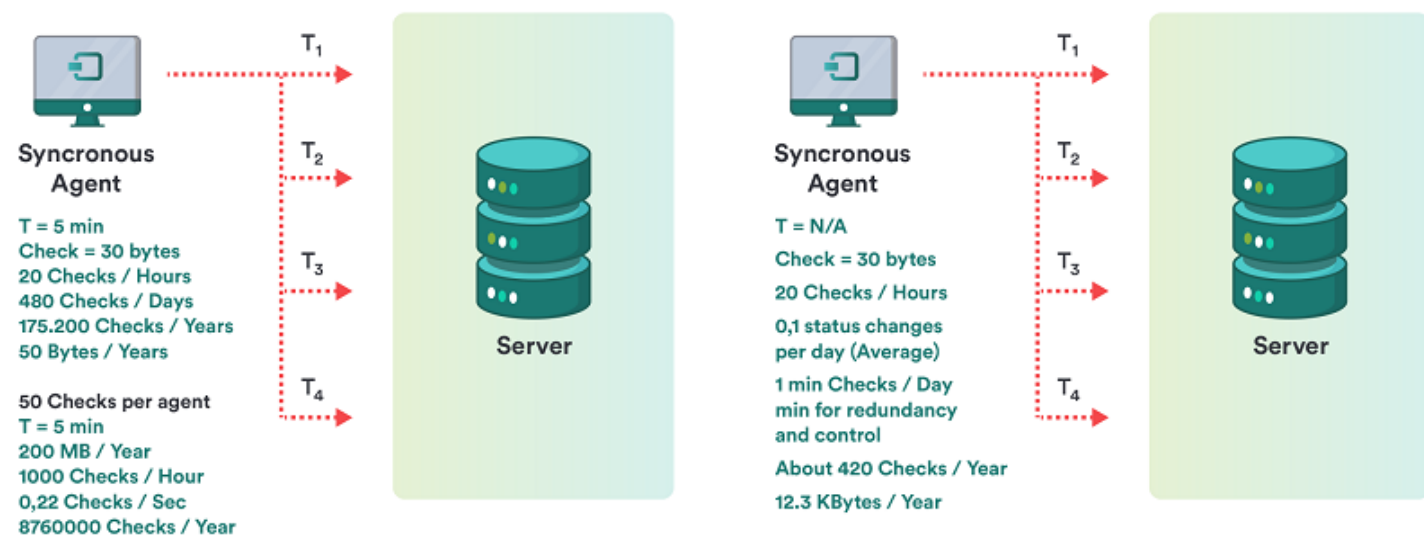 Syncronous
Agent
T = 5 min
Check = 30 bytes
20 Checks / Hours
480 Checks / Days
175.200 Checks / Years
50 Bytes / Years
50 Checks per agent
T = 5 min
200 MB / Year
1000 Checks / Hour
0,22 Checks / Sec
8760000 Checks / Year
T1
T2
T3
T4
Server
Syncronous
Agent
T = N/A
Check = 30 bytes
20 Checks / Hours
0,1 status changes
per day (Average)
1 min Checks / Day
min for redundancy
and control
About 420 Checks / Year
12.3 KBytes / Year
T1
T2
T3
T4
Server